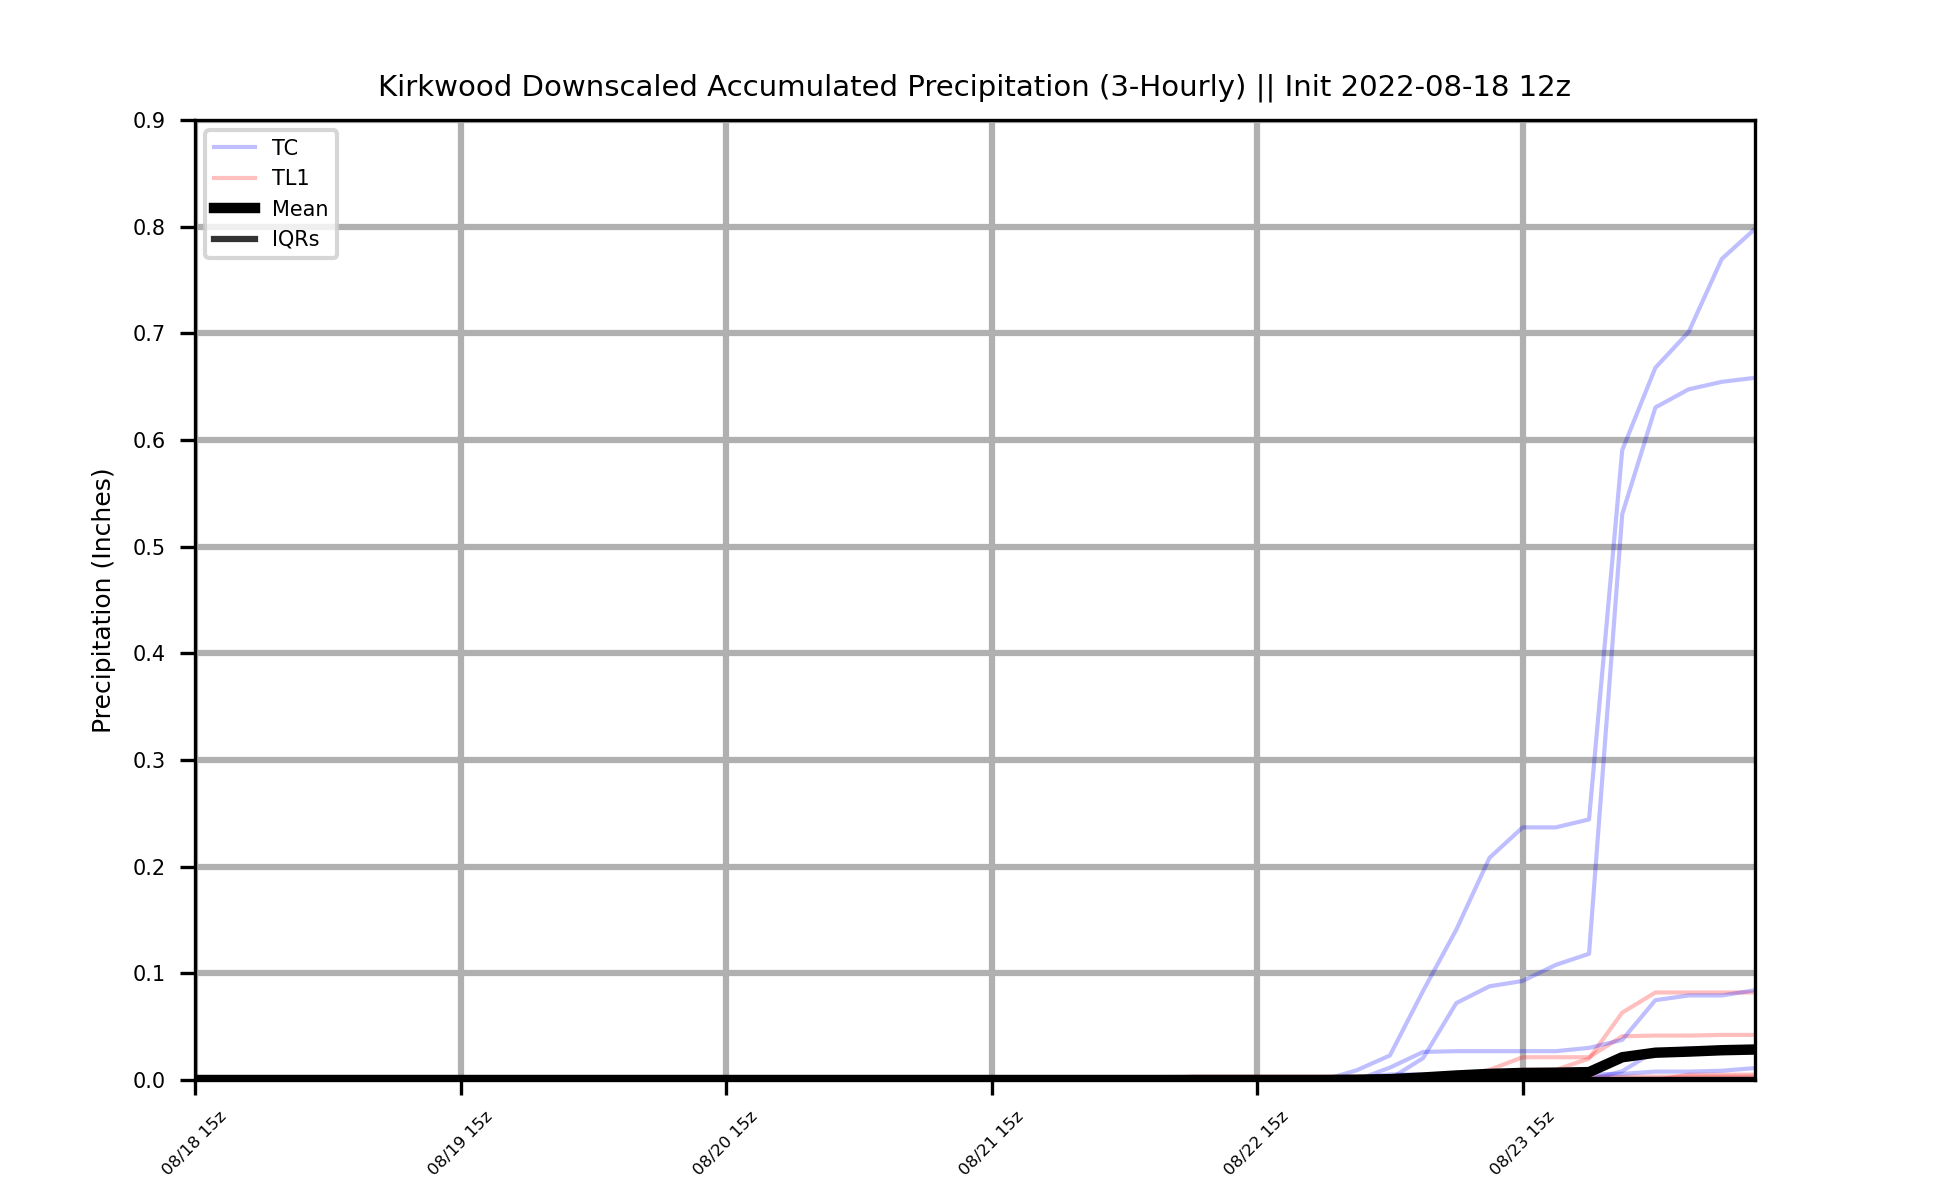 Kirkwood Downscaled Accumulated Precipitation (3-Hourly) || Init 2022-08-18 12z
TC
TL1
Mean
IQRs
0.9
0.8
0.7
0.6
0.5
0.4
0.3
0.2
0.1
0.0
Precipitation (Inches)
08/18 15z
08/19 15z
08/20 15z
08/21 15z
08/22 15z
08/23 15z